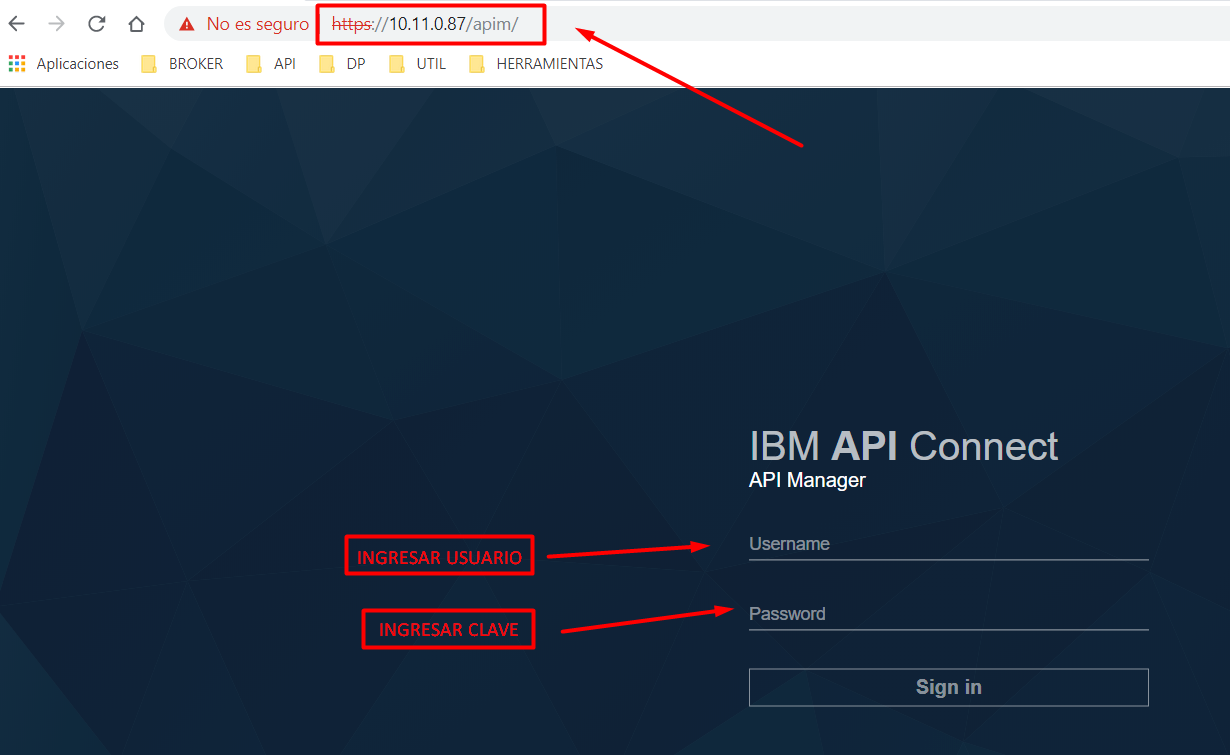 No es seguro https://10.11.0.87/apim/
Aplicaciones BROKER API DP UTIL HERRAMIENTAS
IBM API Connect
API Manager
INGRESAR USUARIO Username
INGRESAR CLAVE Password
Sign in